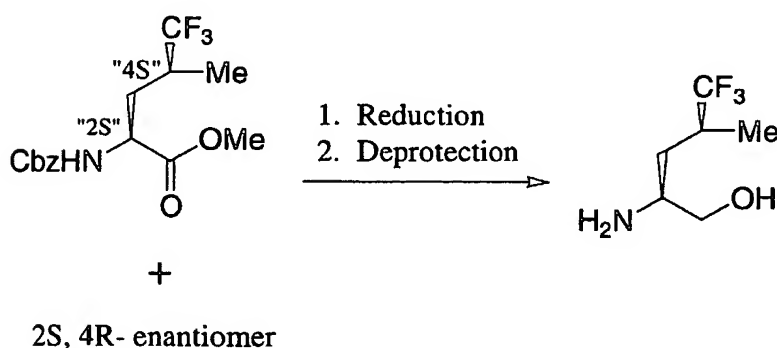 CF3
"4S"
Me
"2S"
OMe
CbzHN
O
+
2S, 4R- enantiomer
1. Reduction
2. Deprotection
CF3
Me
OH
H2N